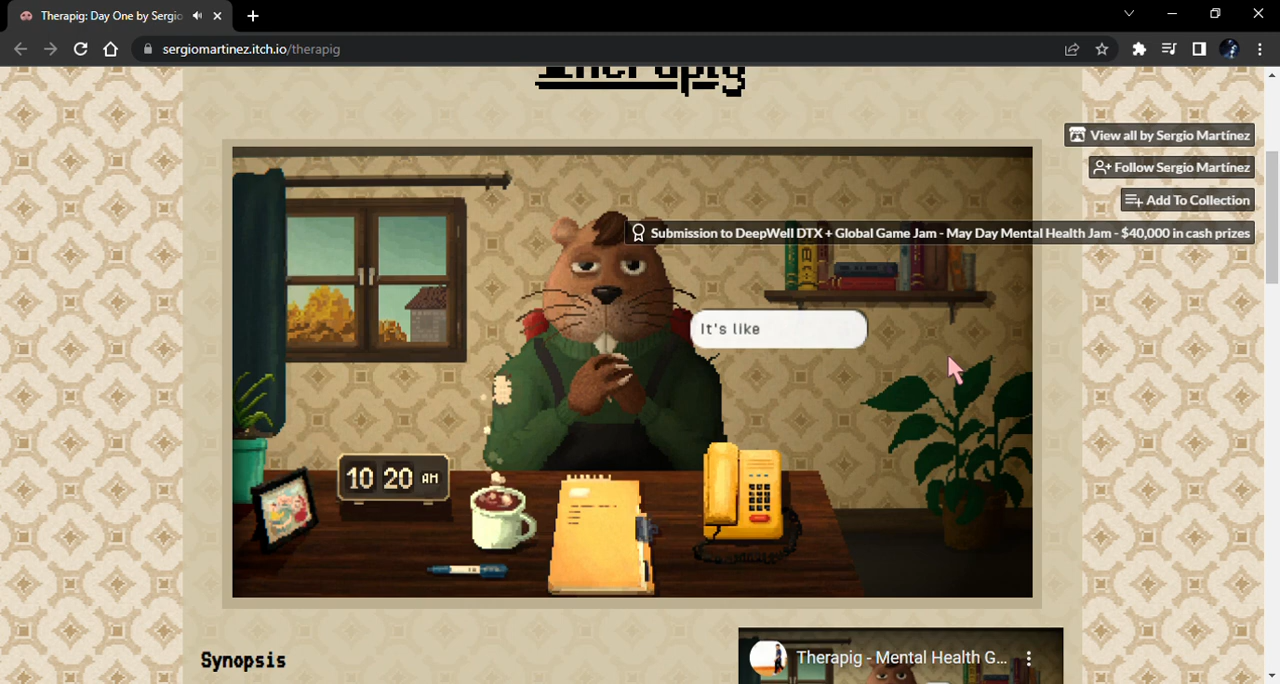 Therapig: Day One by Sergio
sergiomartinez.itch.io/therapig
Therapig
View all by Sergio Martínez
Follow Sergio Martínez
Add To Collection
Submission to DeepWell DTX + Global Game Jam - May Day Mental Health Jam - $40,000 in cash prizes
It's like
10 20 AM
Synopsis
Therapig - Mental Health G...